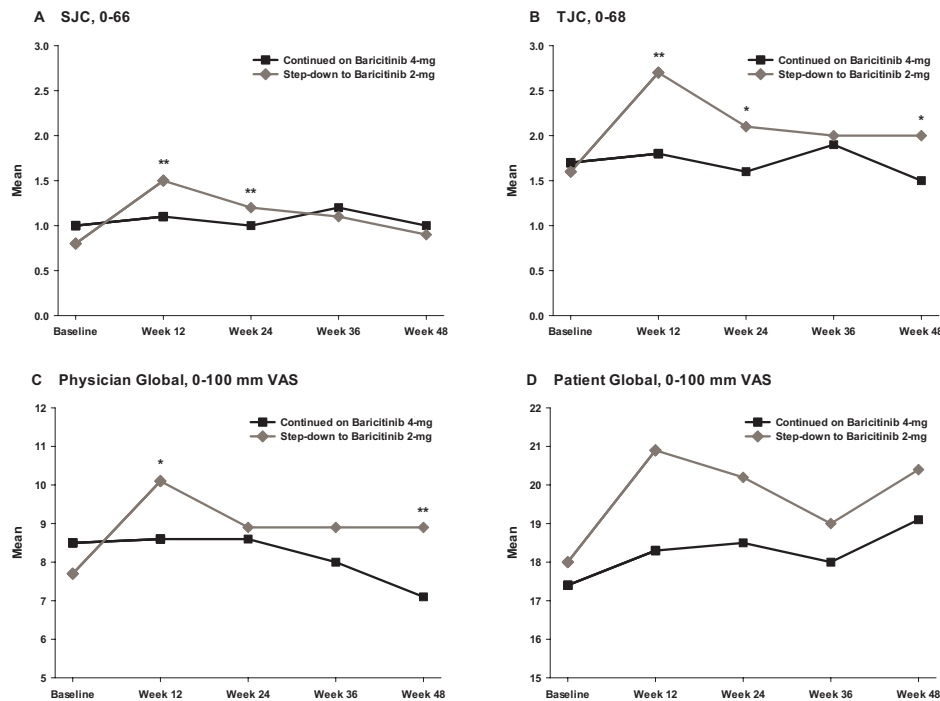 A SJC, 0-66
3.0
2.5
2.0
1.5
1.0
0.5
0.0
Mean
Continued on Baricitinib 4-mg
Step-down to Baricitinib 2-mg
**
**
Baseline Week 12 Week 24 Week 36 Week 48
B TJC, 0-68
3.0
2.5
2.0
1.5
1.0
0.5
0.0
Mean
Continued on Baricitinib 4-mg
Step-down to Baricitinib 2-mg
**
*
*
Baseline Week 12 Week 24 Week 36 Week 48
C Physician Global, 0-100 mm VAS
12
11
10
9
8
7
6
5
Mean
Continued on Baricitinib 4-mg
Step-down to Baricitinib 2-mg
*
**
Baseline Week 12 Week 24 Week 36 Week 48
D Patient Global, 0-100 mm VAS
22
21
20
19
18
17
16
15
Mean
Continued on Baricitinib 4-mg
Step-down to Baricitinib 2-mg
Baseline Week 12 Week 24 Week 36 Week 48